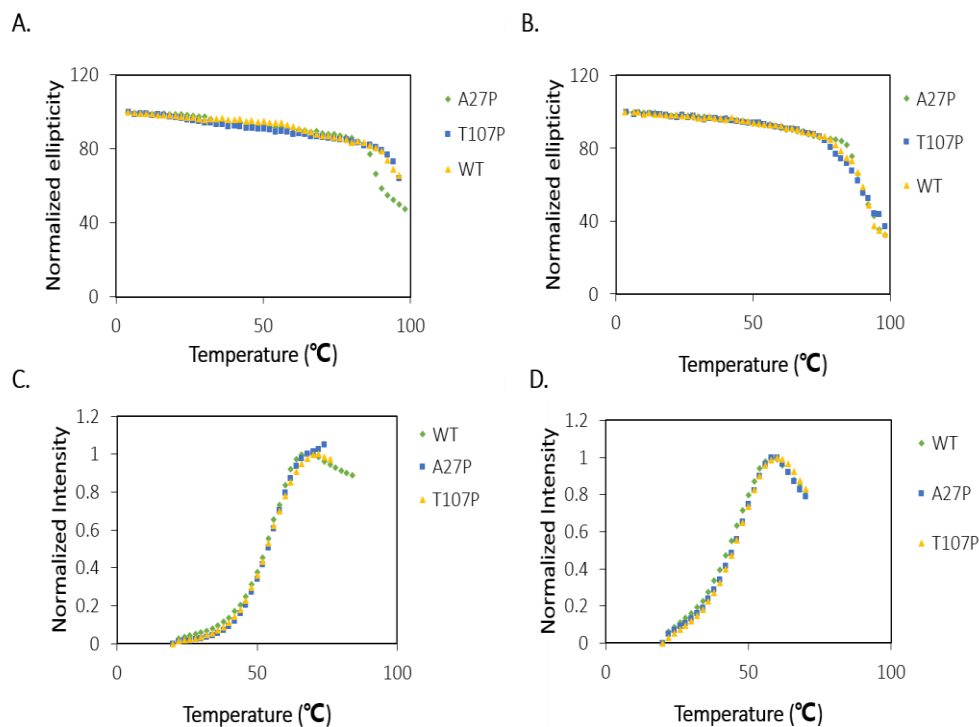 A.
Normalized ellipticity
120
80
40
0
0
50
100
Temperature (℃)
A27P
T107P
WT
B.
Normalized ellipticity
120
80
40
0
0
50
100
Temperature (℃)
A27P
T107P
WT
C.
Normalized Intensity
1.2
1
0.8
0.6
0.4
0.2
0
0
50
100
Temperature (℃)
WT
A27P
T107P
D.
Normalized Intensity
1.2
1
0.8
0.6
0.4
0.2
0
0
50
100
Temperature (℃)
WT
A27P
T107P